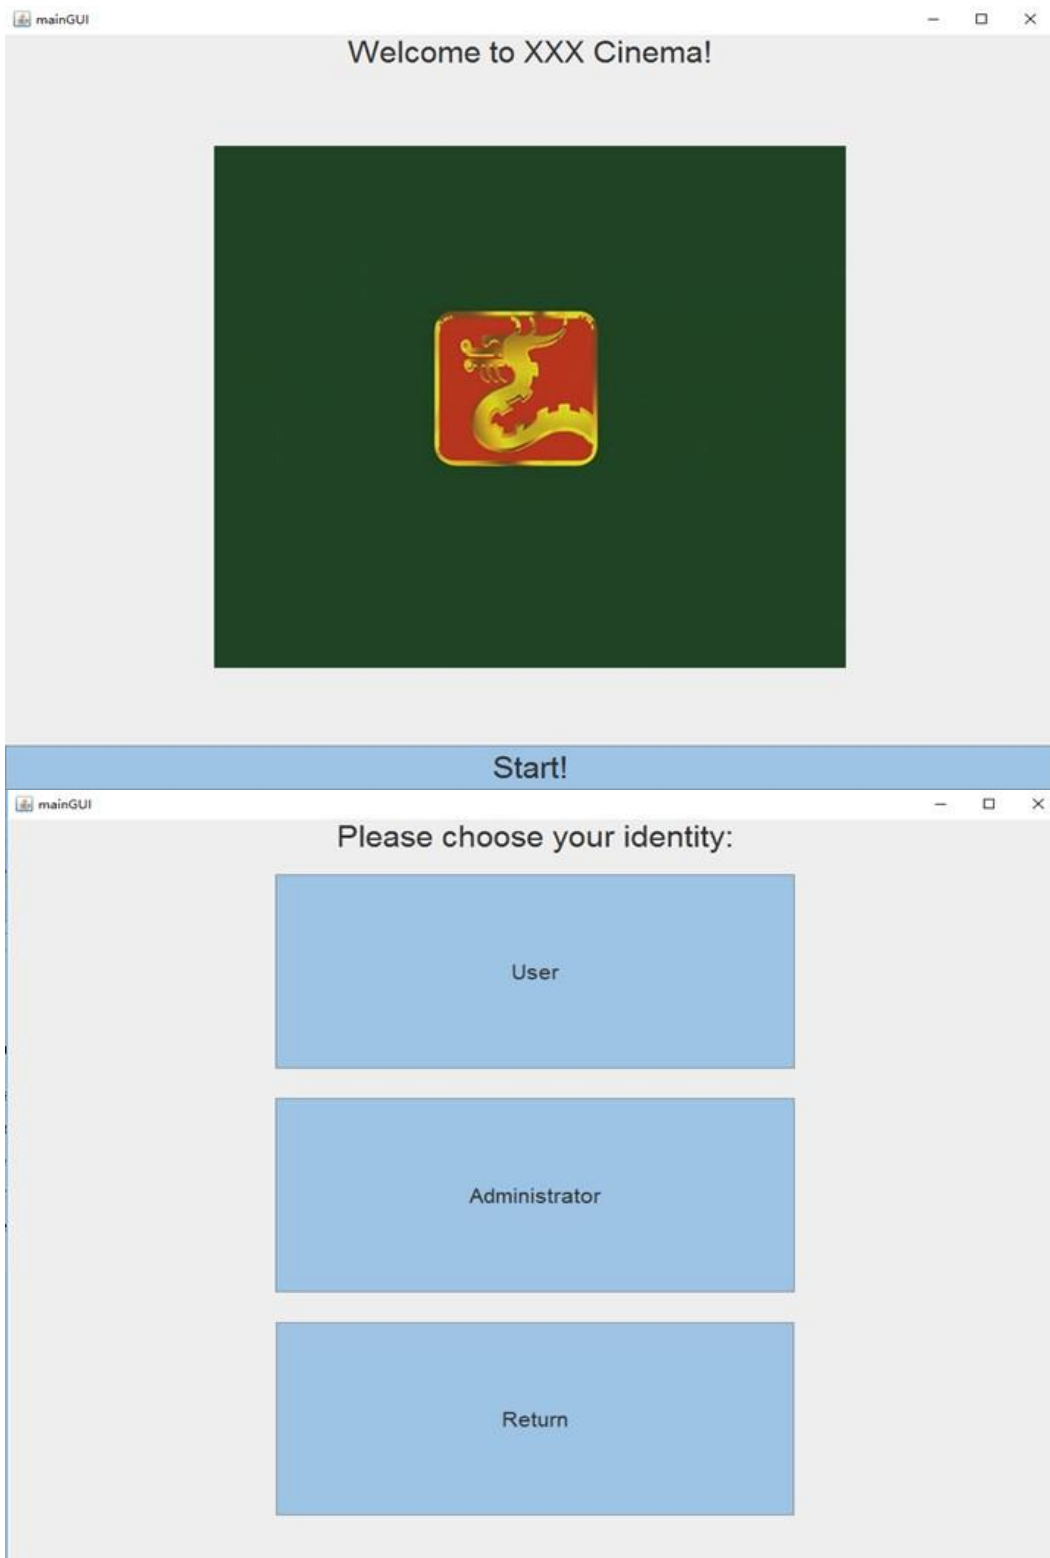 mainGUI
Welcome to XXX Cinema!
Start!
mainGUI
Please choose your identity:
User
Administrator
Return